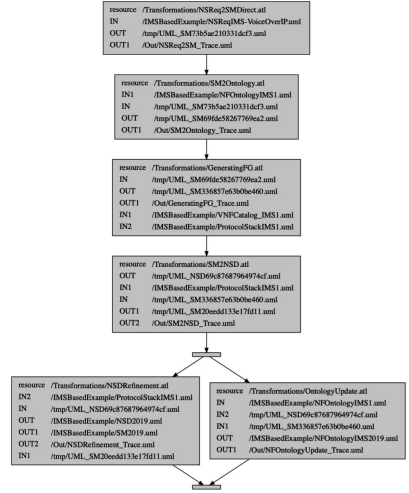 resource /Transformations/NSReq2SMDirect.atl
IN /IMSBasedExample/NSReqIMS-VoiceOverIP.uml
OUT /tmp/UML_SM73b5ae210331dcf3.uml
OUT1 /Out/NSReq2SM_Trace.uml
resource /Transformations/SM2Ontology.atl
IN1 /IMSBasedExample/NFOntologyIMS1.uml
IN /tmp/UML_SM73b5ae210331dcf3.uml
OUT /tmp/UML_SM69fde58267769ea2.uml
OUT1 /Out/SM2Ontology_Trace.uml
resource /Transformations/GeneratingFG.atl
IN /tmp/UML_SM69fde58267769ea2.uml
OUT /tmp/UML_SM336857e63b0be460.uml
OUT1 /Out/GeneratingFG_Trace.uml
IN1 /IMSBasedExample/VNFCatalog_IMS1.uml
IN2 /IMSBasedExample/ProtocolStackIMS1.uml
resource /Transformations/SM2NSD.atl
OUT /tmp/UML_NSD69c87687964974cf.uml
IN1 /IMSBasedExample/ProtocolStackIMS1.uml
IN /tmp/UML_SM336857e63b0be460.uml
OUT1 /tmp/UML_SM20eedd133e17fd11.uml
OUT2 /Out/SM2NSD_Trace.uml
resource /Transformations/NSDRefinement.atl
IN2 /IMSBasedExample/ProtocolStackIMS1.uml
IN /tmp/UML_NSD69c87687964974cf.uml
OUT /IMSBasedExample/NSD2019.uml
OUT1 /IMSBasedExample/SM2019.uml
OUT2 /Out/NSDRefinement_Trace.uml
IN1 /tmp/UML_SM20eedd133e17fd11.uml
resource /Transformations/OntologyUpdate.atl
IN /IMSBasedExample/NFOntologyIMS1.uml
IN2 /tmp/UML_NSD69c87687964974cf.uml
IN1 /tmp/UML_SM336857e63b0be460.uml
OUT /IMSBasedExample/NFOntologyIMS2019.uml
OUT1 /Out/NFOntologyUpdate_Trace.uml